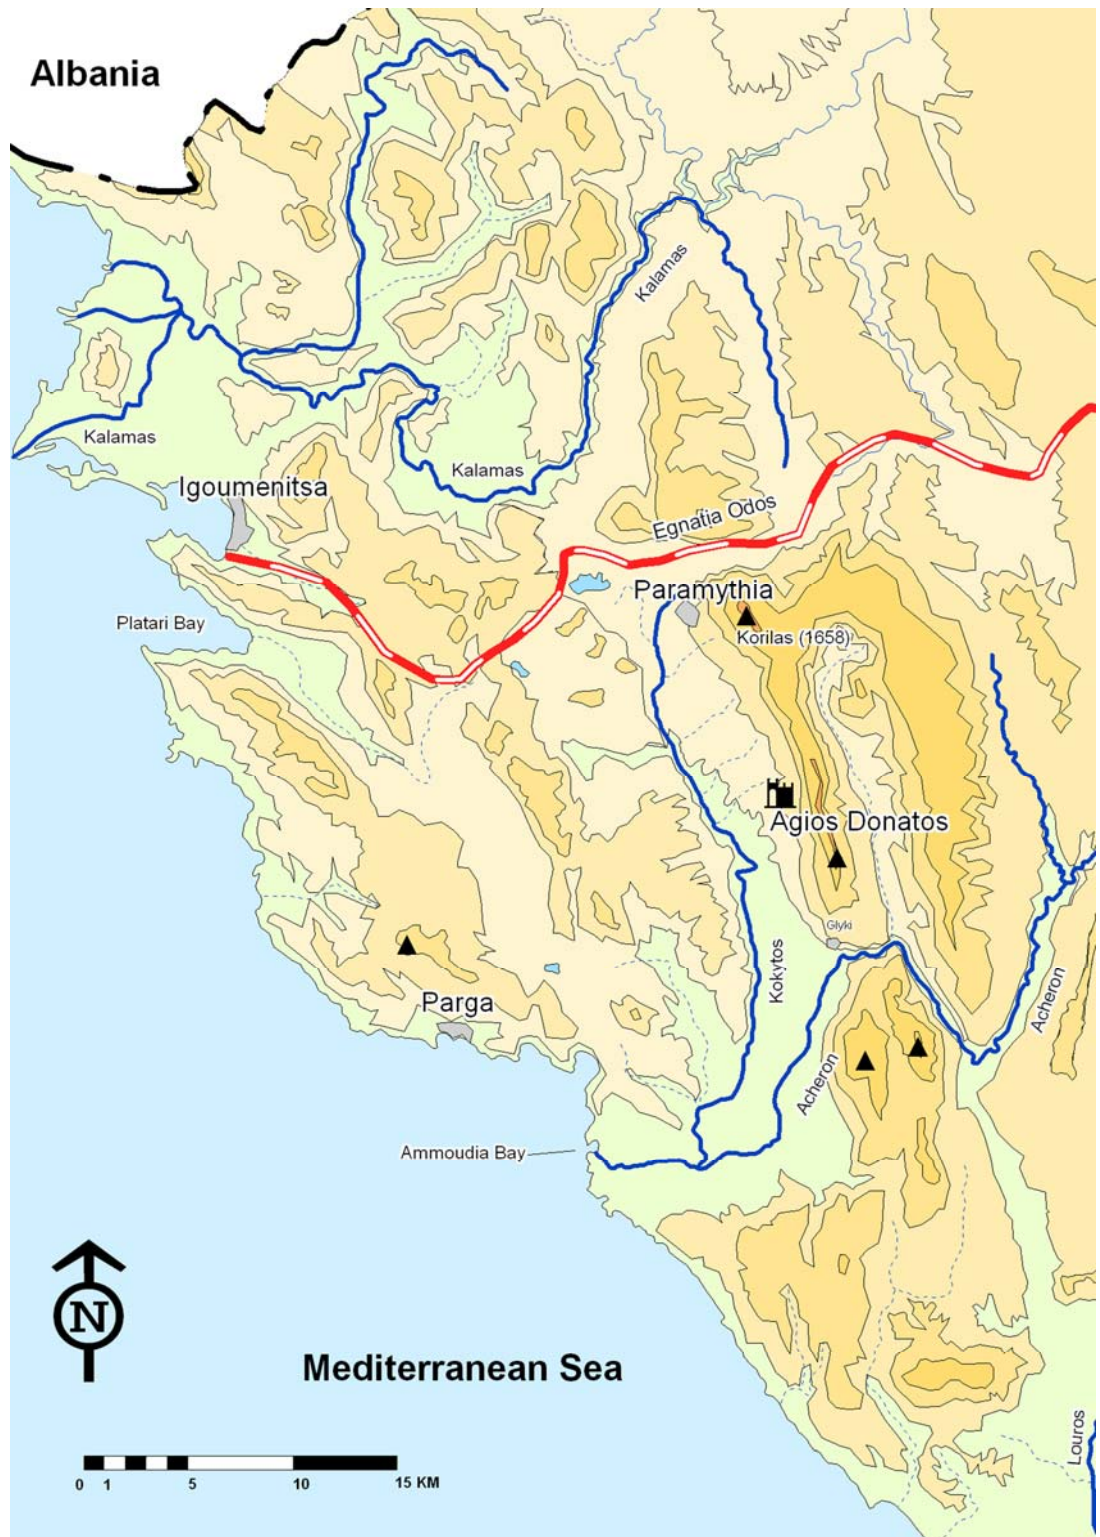 Albania
Kalamas
Kalamas
Kalamas
Igoumenitsa
Egnatia Odos
Paramythia
Platari Bay
Korilas (1658)
Agios Donatos
Glyki
Kokytos
Acheron
Parga
Acheron
Ammoudia Bay
N
Mediterranean Sea
Louros
0 1 5 10 15 KM